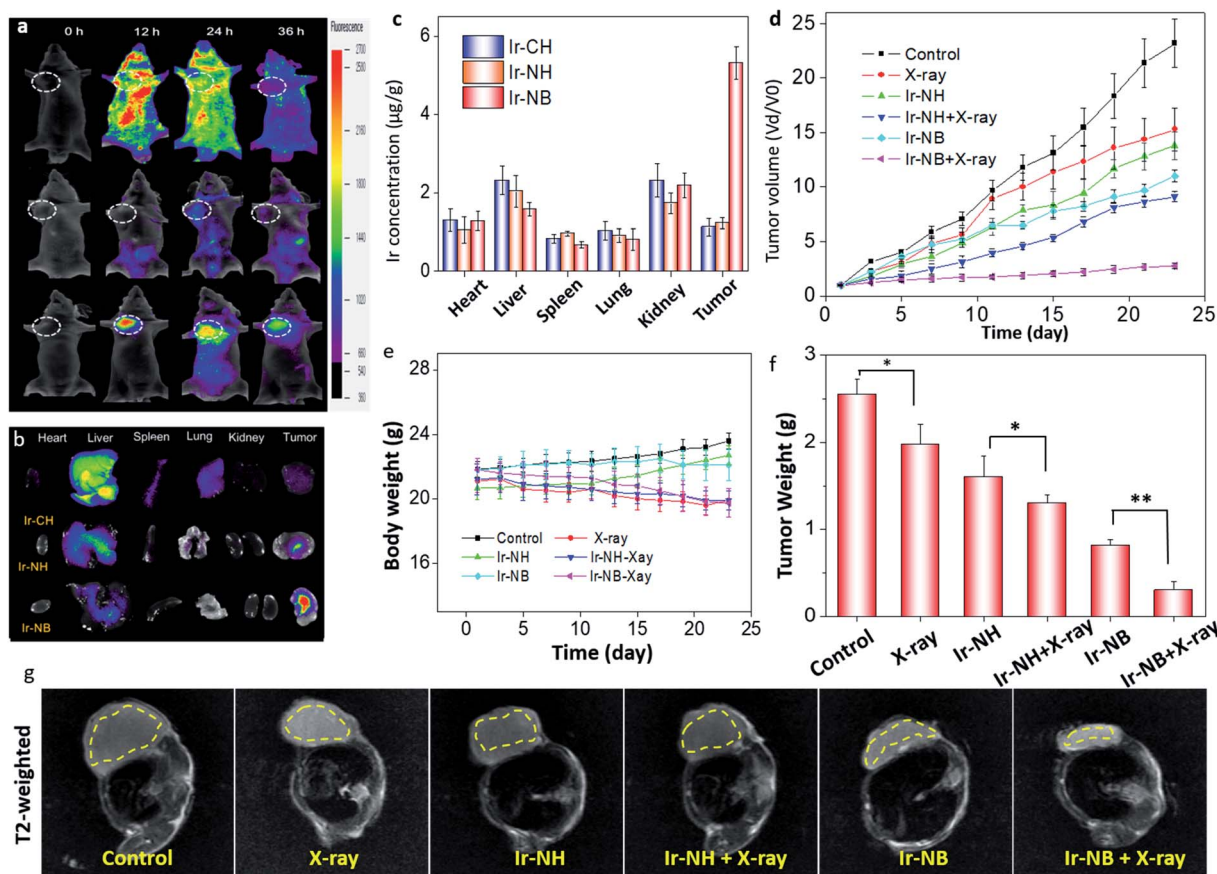 a
0 h 12 h 24 h 36 h
Fluorescence
2700
2500
2160
1800
1440
1020
660
540
360
b
Heart Liver Spleen Lung Kidney Tumor
Ir-CH
Ir-NH
Ir-NB
c
Ir concentration (μg/g)
6
4
2
0
Ir-CH
Ir-NH
Ir-NB
Heart Liver Spleen Lung Kidney Tumor
d
Tumor volume (Vd/V0)
25
20
15
10
5
0
Control
X-ray
Ir-NH
Ir-NH+X-ray
Ir-NB
Ir-NB+X-ray
0 5 10 15 20 25
Time (day)
e
Body weight (g)
28
24
20
16
Control X-ray
Ir-NH Ir-NH-Xay
Ir-NB Ir-NB-Xay
0 5 10 15 20 25
Time (day)
f
Tumor Weight (g)
3
2
1
0
* * **
Control X-ray Ir-NH Ir-NH+X-ray Ir-NB Ir-NB+X-ray
g
T2-weighted
Control X-ray Ir-NH Ir-NH + X-ray Ir-NB Ir-NB + X-ray